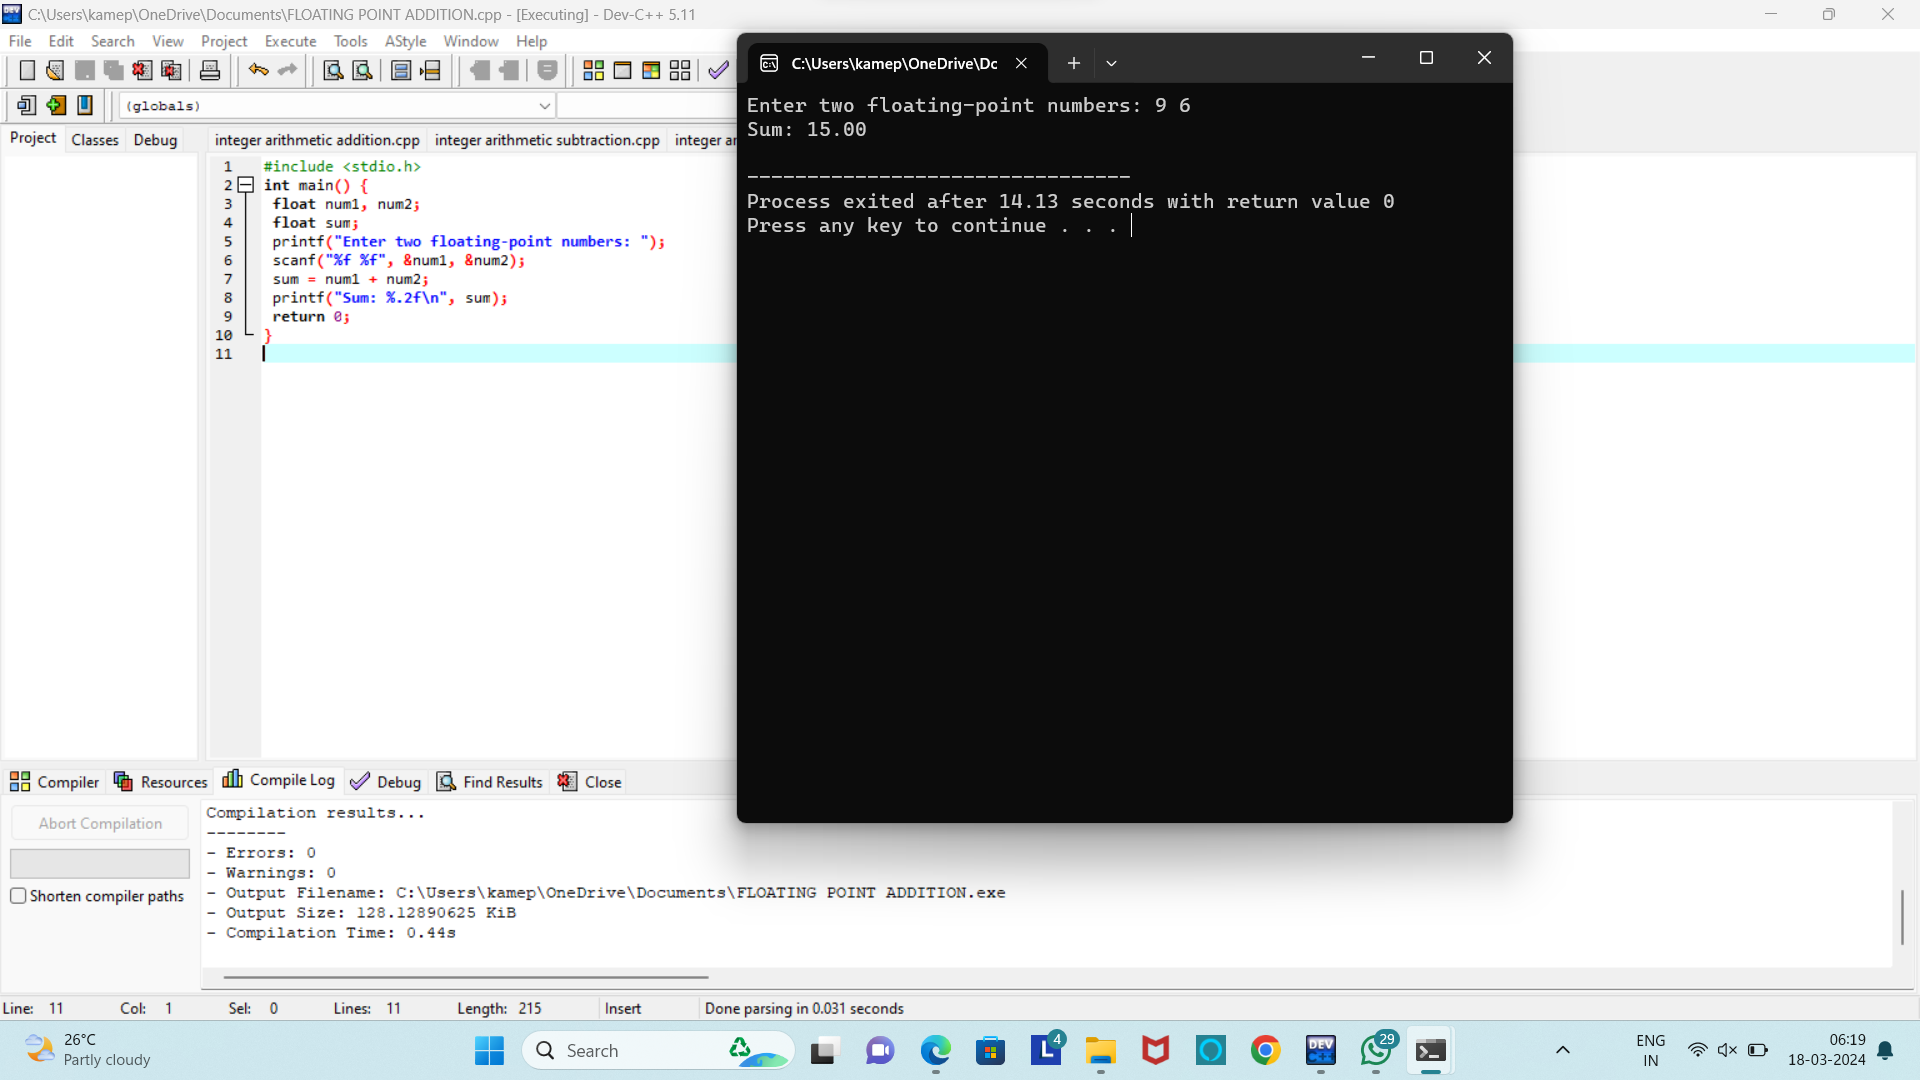 C:\Users\kamep\OneDrive\Documents\FLOATING POINT ADDITION.cpp - [Executing] - Dev-C++ 5.11
File Edit Search View Project Execute Tools AStyle Window Help
(globals)
Project Classes Debug
integer arithmetic addition.cpp integer arithmetic subtraction.cpp integer ar
1 #include <stdio.h>
2 int main() {
3 float num1, num2;
4 float sum;
5 printf("Enter two floating-point numbers: ");
6 scanf("%f %f", &num1, &num2);
7 sum = num1 + num2;
8 printf("Sum: %.2f\n", sum);
9 return 0;
10 }
11
C:\Users\kamep\OneDrive\Dc
Enter two floating-point numbers: 9 6
Sum: 15.00
--------------------------------
Process exited after 14.13 seconds with return value 0
Press any key to continue . . .
Compiler Resources Compile Log Debug Find Results Close
Abort Compilation
Shorten compiler paths
Compilation results...
--------
- Errors: 0
- Warnings: 0
- Output Filename: C:\Users\kamep\OneDrive\Documents\FLOATING POINT ADDITION.exe
- Output Size: 128.12890625 KiB
- Compilation Time: 0.44s
Line: 11 Col: 1 Sel: 0 Lines: 11 Length: 215 Insert Done parsing in 0.031 seconds
26°C
Partly cloudy
Search
L 4
DEV
29
ENG
IN
06:19
18-03-2024